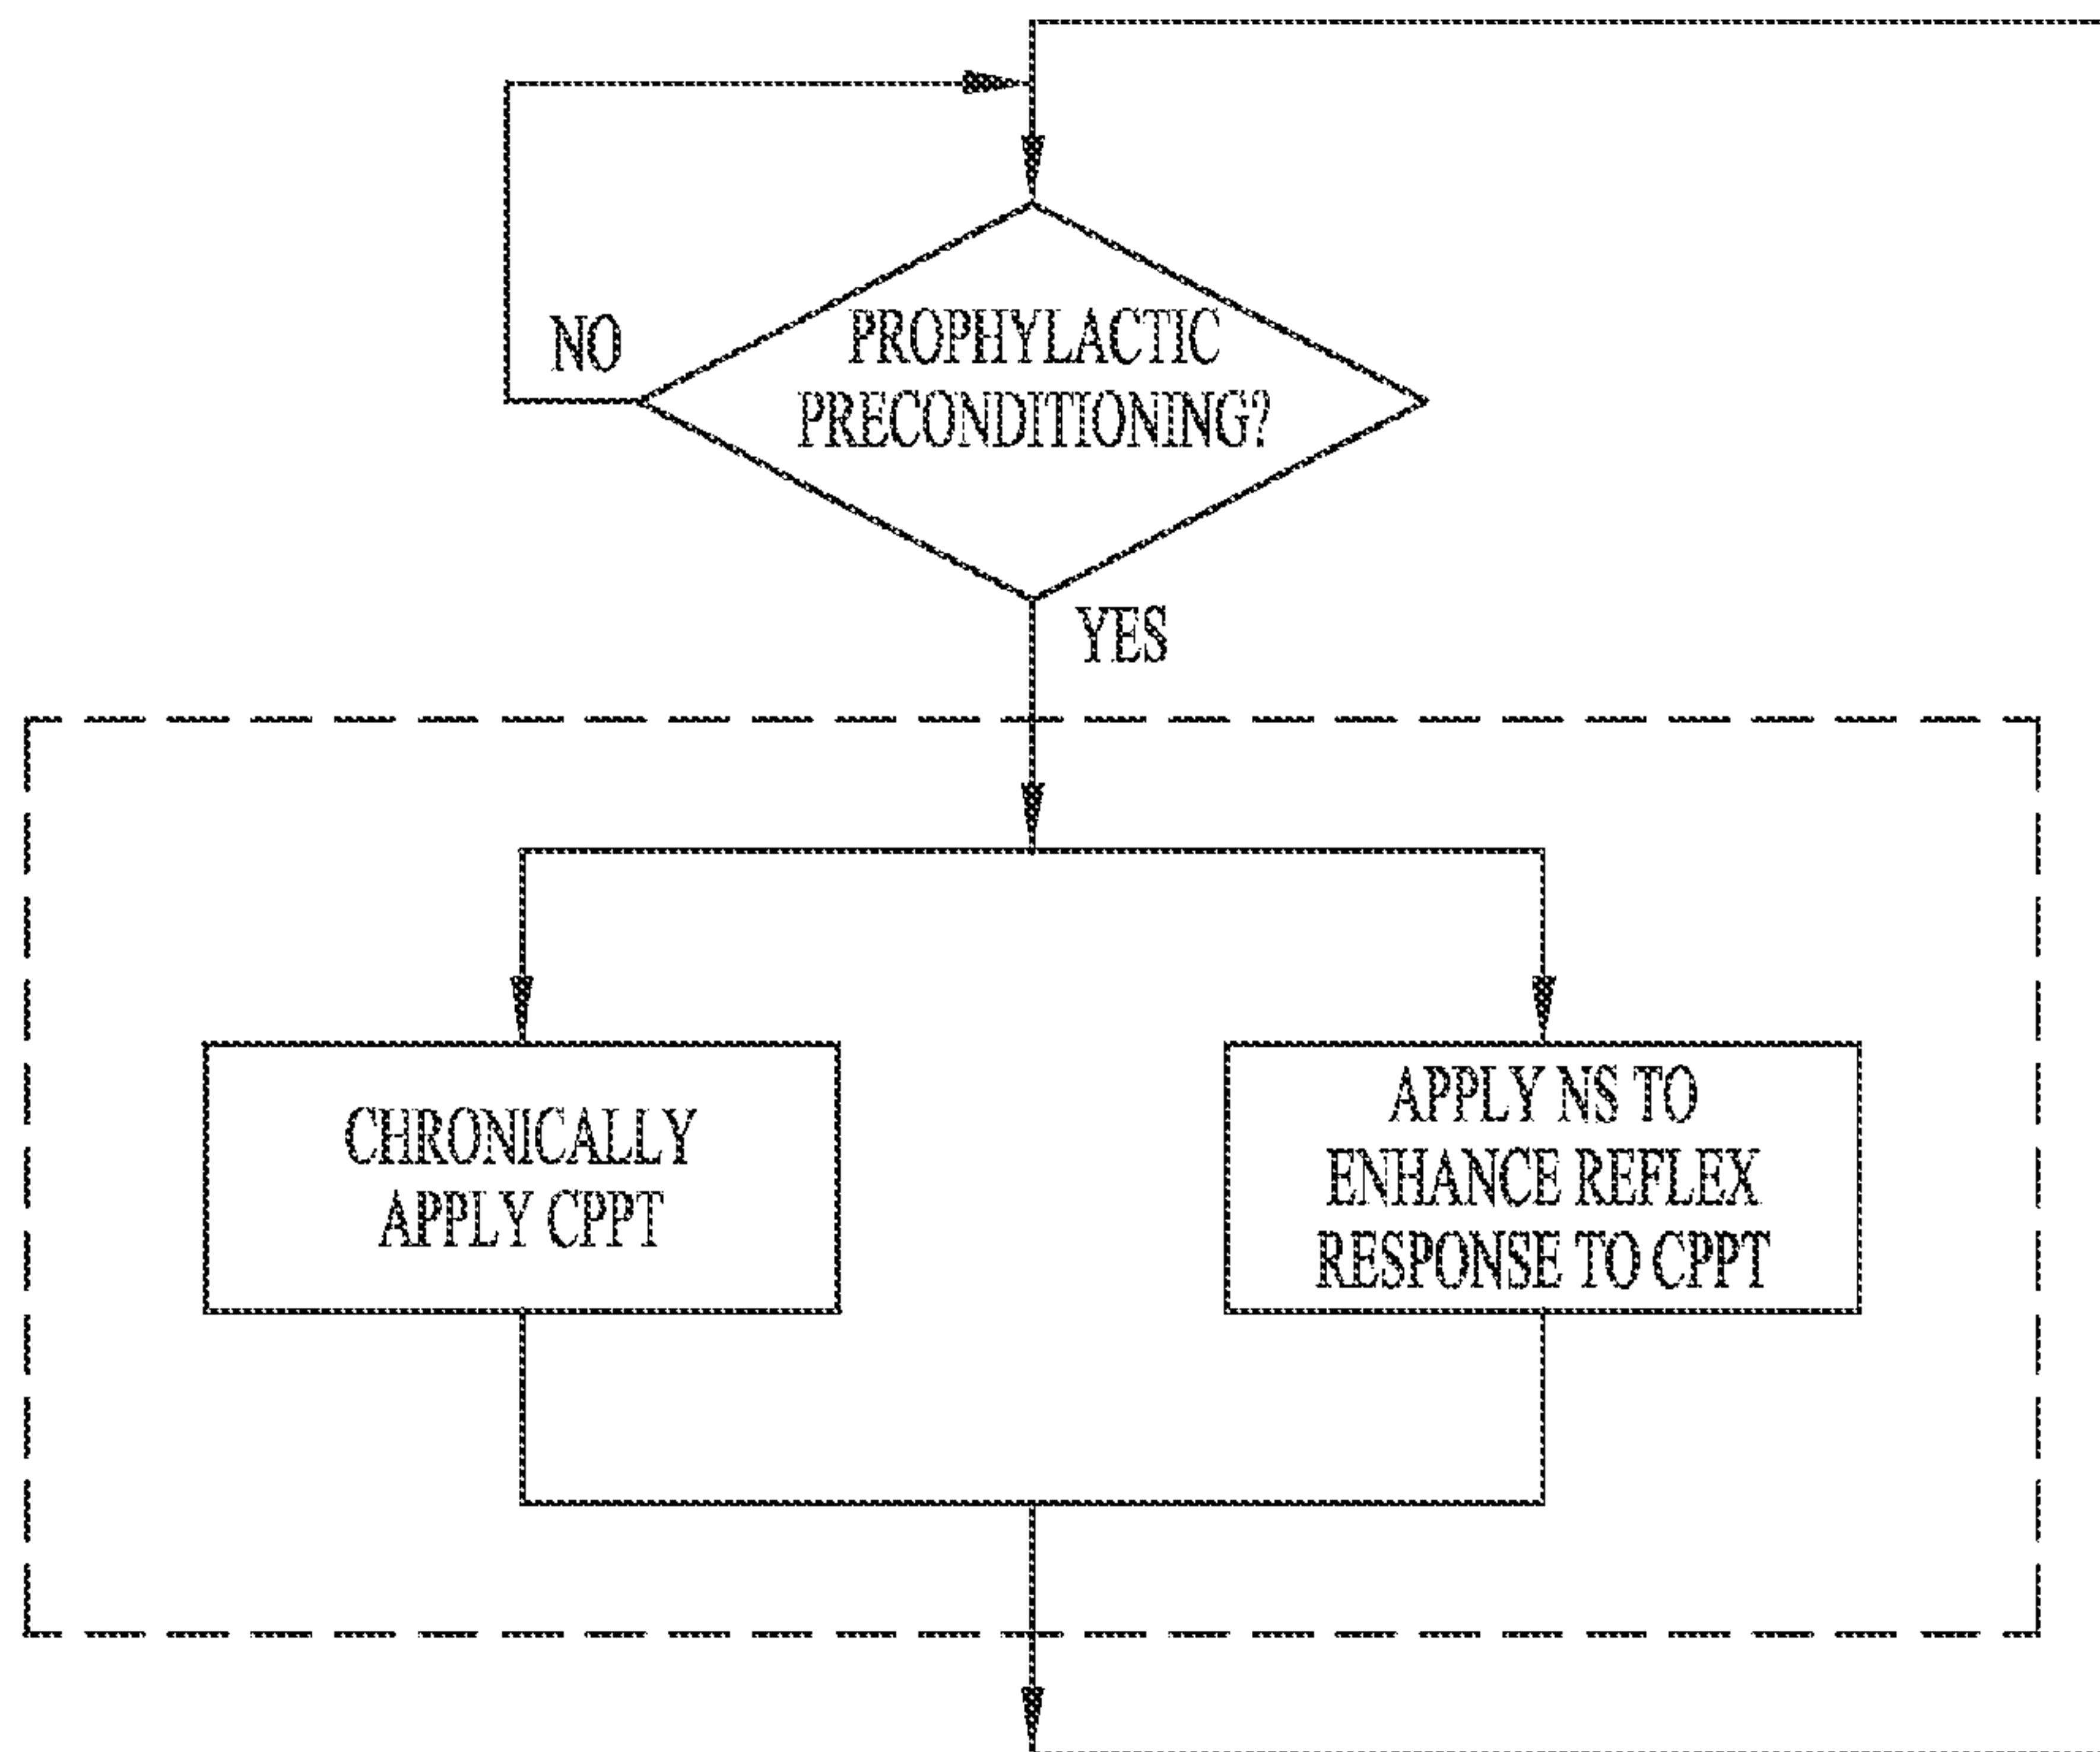 PROPHYLACTIC
PRECONDITIONING?
NO
YES
CHRONICALLY
APPLY CPPT
APPLY NS TO
ENHANCE REFLEX
RESPONSE TO CPPT